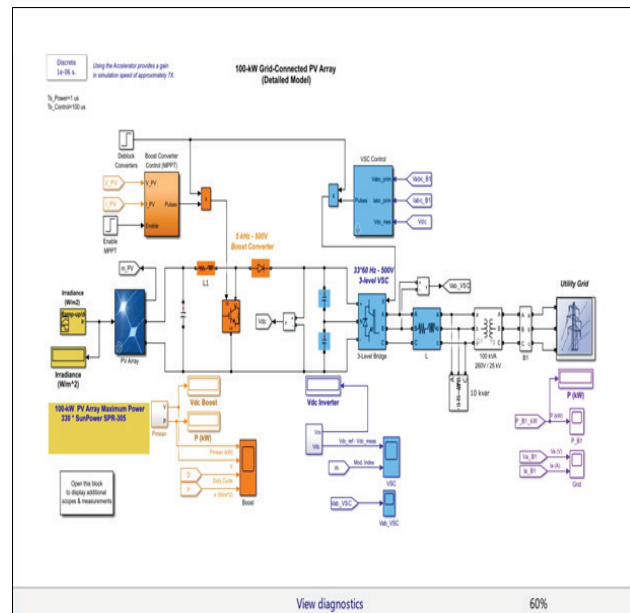 Discrete
1e-06 s.
Using the Accelerator provides a gain
in simulation speed of approximately 7X.
100-kW Grid-Connected PV Array
(Detailed Model)
Ts_Power=1 us
Ts_Control=100 us
Deblock
Converters
Boost Converter
Control (MPPT)
V_PV
V_PV
I_PV
I_PV
Pulses
Enable
Enable
MPPT
VSC Control
Vabc_prim
Iabc_prim
Vdc_mes
Pulses
Vabc_B1
Iabc_B1
Vdc
5 kHz - 500V
Boost Converter
33*60 Hz - 500V
3-level VSC
m_PV
Irradiance
(W/m2)
Ramp-up/d
Irradiance
(W/m^2)
PV Array
L1
Vdc
3-Level Bridge
A
B
C
L
Vab_VSC
100 kVA
260V / 25 kV
B1
Utility Grid
10 kvar
100-kW PV Array Maximum Power
330 * SunPower SPR-305
Pmean
V
P
Vdc Boost
P (kW)
Pmean (kW)
V
D
Duty Cycle
Boost
Open this block
to display additional
scopes & measurements
Vdc Inverter
Vdc_ref - Vdc_meas
m
Mod. Index
VSC
Vab_VSC
Vab_VSC
P (kW)
P_B1_kW
P (kW)
P_B1
Va_B1
Va (V)
Ia_B1
Ia (A)
Grid
View diagnostics
60%